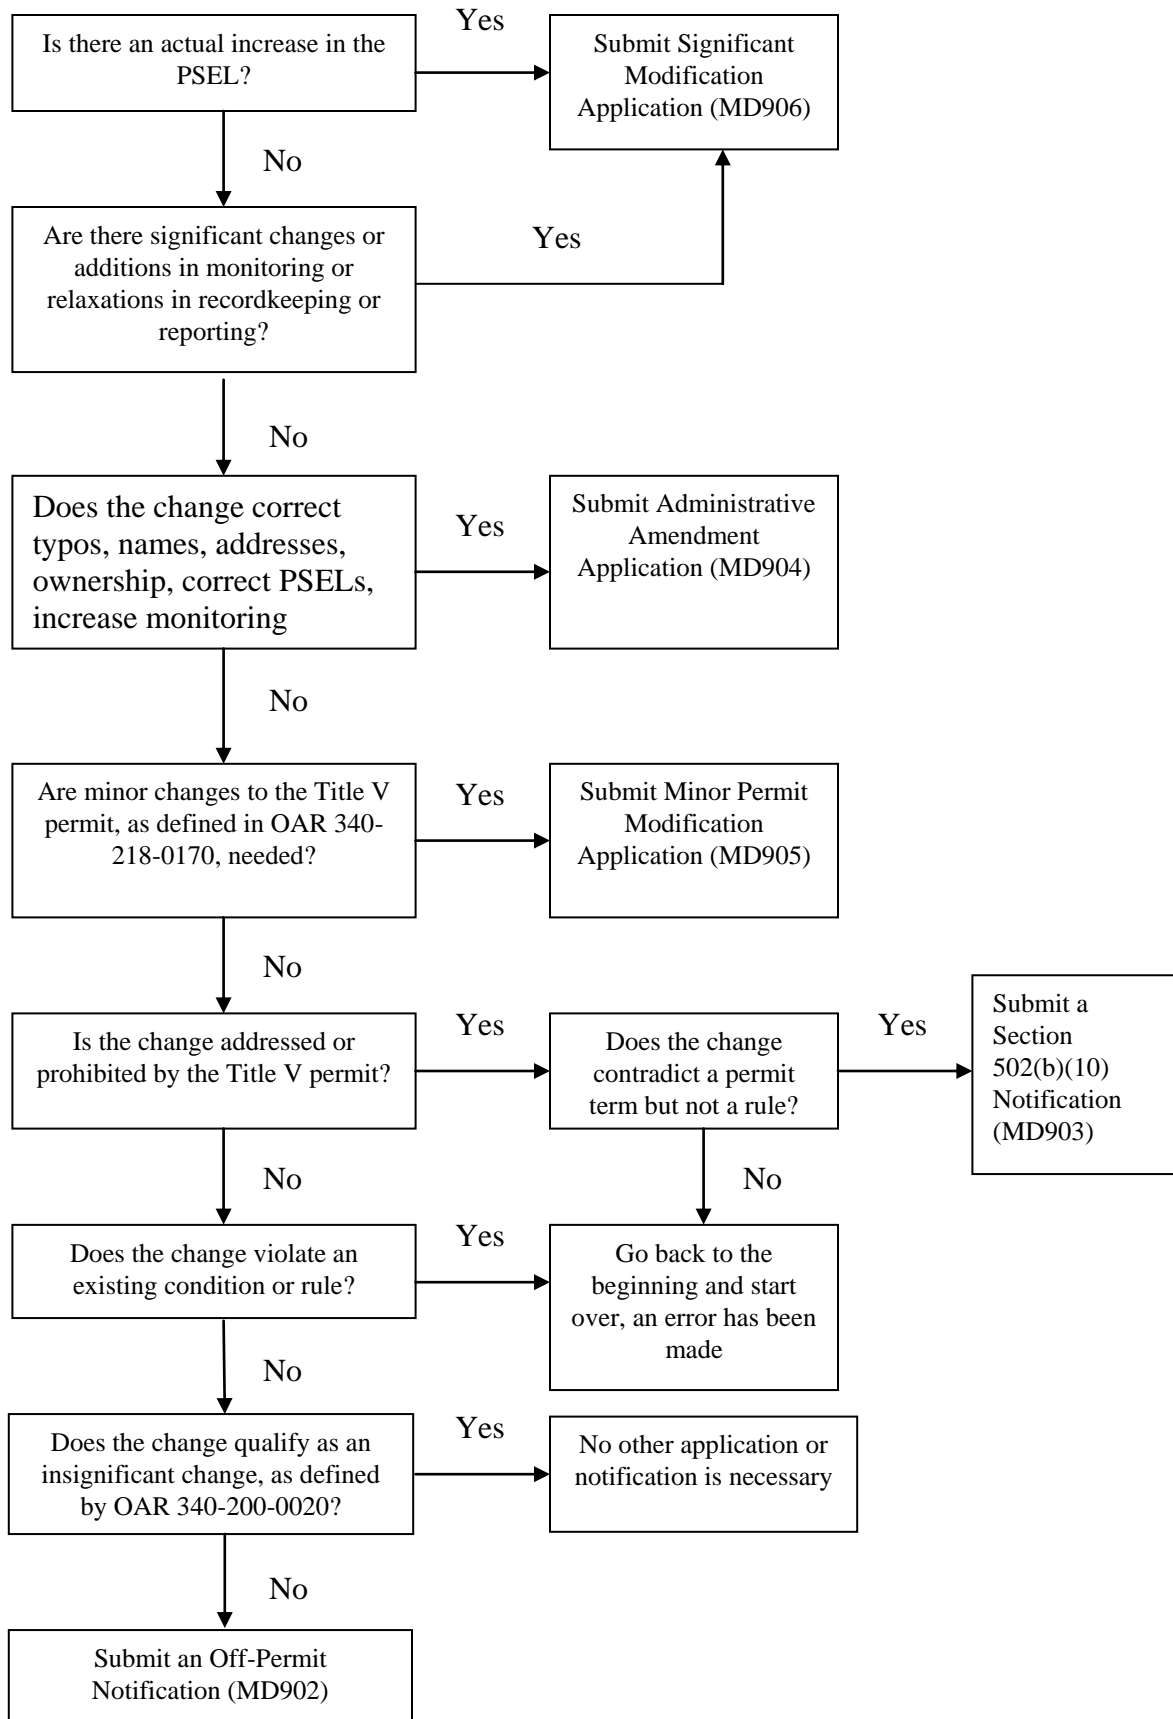 Is there an actual increase in the
PSEL?
Yes
Submit Significant
Modification
Application (MD906)
No
Are there significant changes or
additions in monitoring or
relaxations in recordkeeping or
reporting?
Yes
No
Does the change correct
typos, names, addresses,
ownership, correct PSELs,
increase monitoring
Yes
Submit Administrative
Amendment
Application (MD904)
No
Are minor changes to the Title V
permit, as defined in OAR 340-
218-0170, needed?
Yes
Submit Minor Permit
Modification
Application (MD905)
No
Is the change addressed or
prohibited by the Title V permit?
Yes
Does the change
contradict a permit
term but not a rule?
Yes
Submit a
Section
502(b)(10)
Notification
(MD903)
No
No
Does the change violate an
existing condition or rule?
Yes
Go back to the
beginning and start
over, an error has been
made
No
Does the change qualify as an
insignificant change, as defined
by OAR 340-200-0020?
Yes
No other application or
notification is necessary
No
Submit an Off-Permit
Notification (MD902)